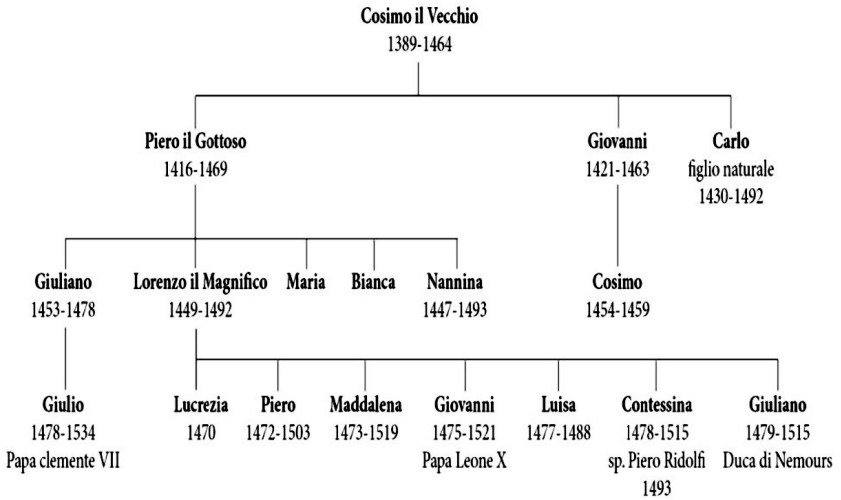 Cosimo il Vecchio
1389-1464
Piero il Gottoso
1416-1469
Giovanni
1421-1463
Carlo
figlio naturale
1430-1492
Giuliano
1453-1478
Lorenzo il Magnifico
1449-1492
Maria
Bianca
Nannina
1447-1493
Cosimo
1454-1459
Giulio
1478-1534
Papa clemente VII
Lucrezia
1470
Piero
1472-1503
Maddalena
1473-1519
Giovanni
1475-1521
Papa Leone X
Luisa
1477-1488
Contessina
1478-1515
sp. Piero Ridolfi
1493
Giuliano
1479-1515
Duca di Nemours